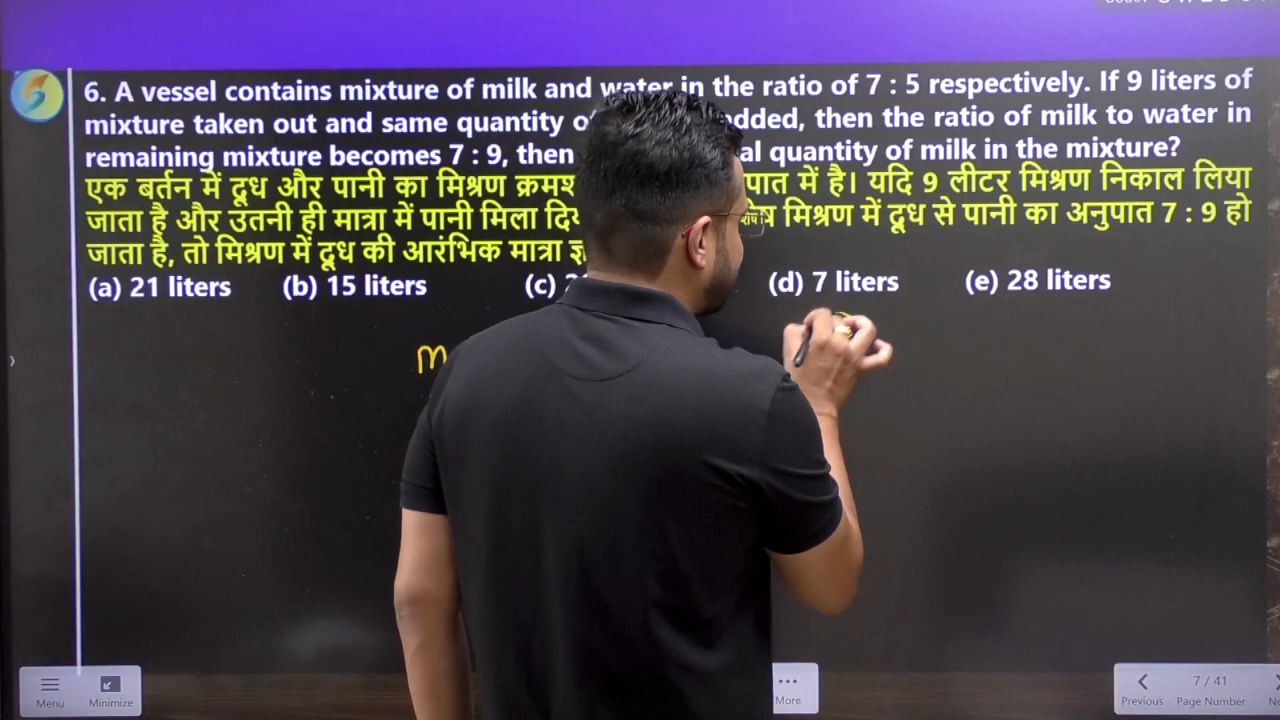 6. A vessel contains mixture of milk and water in the ratio of 7 : 5 respectively. If 9 liters of
mixture taken out and same quantity of added, then the ratio of milk to water in
remaining mixture becomes 7 : 9, then quantity of milk in the mixture?
एक बर्तन में दूध और पानी का मिश्रण में है। यदि 9 लीटर मिश्रण निकाल लिया
जाता है और उतनी ही मात्रा में पानी मिला मिश्रण में दूध से पानी का अनुपात 7 : 9 हो
जाता है, तो मिश्रण में दूध की आरंभिक मात्रा
(a) 21 liters (b) 15 liters (c) (d) 7 liters (e) 28 liters
m
Menu
Minimize
More
Previous
7 / 41
Page Number